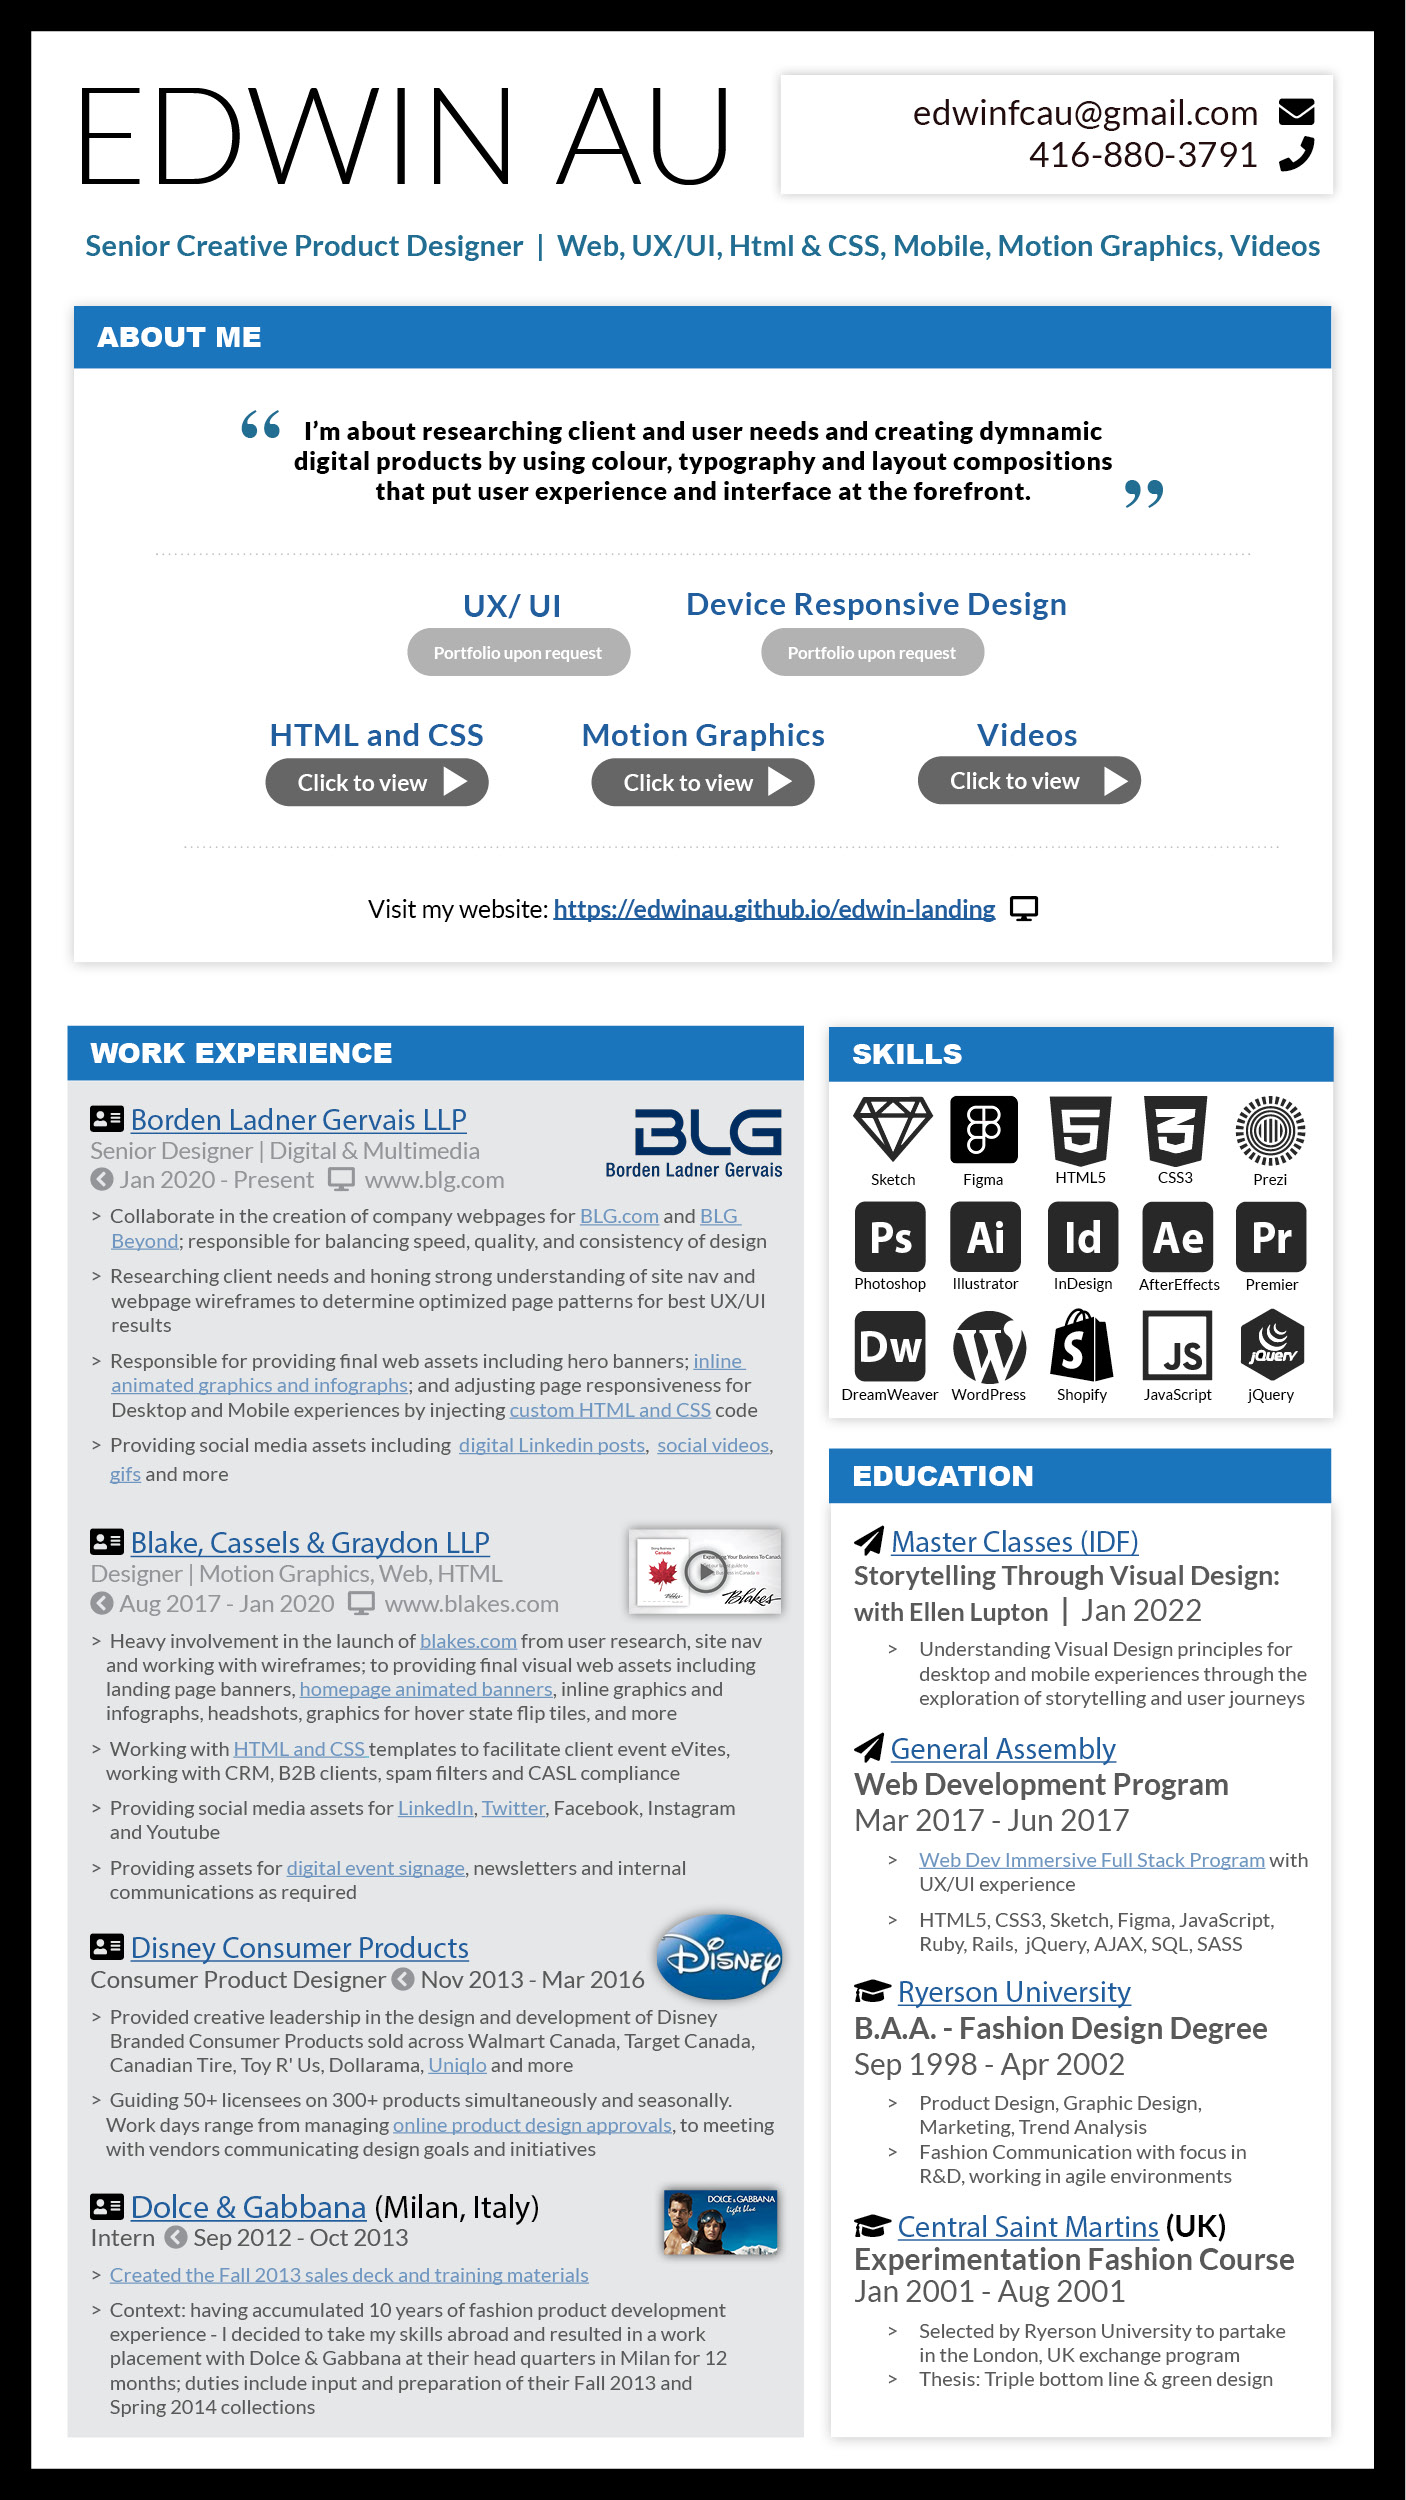 EDWIN AU
edwinfcau@gmail.com
416-880-3791
Senior Creative Product Designer | Web, UX/UI, Html & CSS, Mobile, Motion Graphics, Videos
ABOUT ME
“ I’m about researching client and user needs and creating dymnamic
digital products by using colour, typography and layout compositions
that put user experience and interface at the forefront. ”
UX/ UI
Device Responsive Design
Portfolio upon request
Portfolio upon request
HTML and CSS
Motion Graphics
Videos
Click to view
Click to view
Click to view
Visit my website: https://edwinau.github.io/edwin-landing
WORK EXPERIENCE
Borden Ladner Gervais LLP
Senior Designer | Digital & Multimedia
Jan 2020 - Present www.blg.com
BLG
Borden Ladner Gervais
> Collaborate in the creation of company webpages for BLG.com and BLG
Beyond; responsible for balancing speed, quality, and consistency of design
> Researching client needs and honing strong understanding of site nav and
webpage wireframes to determine optimized page patterns for best UX/UI
results
> Responsible for providing final web assets including hero banners; inline
animated graphics and infographs; and adjusting page responsiveness for
Desktop and Mobile experiences by injecting custom HTML and CSS code
> Providing social media assets including digital Linkedin posts, social videos,
gifs and more
Blake, Cassels & Graydon LLP
Designer | Motion Graphics, Web, HTML
Aug 2017 - Jan 2020 www.blakes.com
Canada
Expanding Your Business To Canada
Blakes
> Heavy involvement in the launch of blakes.com from user research, site nav
and working with wireframes; to providing final visual web assets including
landing page banners, homepage animated banners, inline graphics and
infographs, headshots, graphics for hover state flip tiles, and more
> Working with HTML and CSS templates to facilitate client event eVites,
working with CRM, B2B clients, spam filters and CASL compliance
> Providing social media assets for LinkedIn, Twitter, Facebook, Instagram
and Youtube
> Providing assets for digital event signage, newsletters and internal
communications as required
Disney Consumer Products
Consumer Product Designer Nov 2013 - Mar 2016
DISNEY
> Provided creative leadership in the design and development of Disney
Branded Consumer Products sold across Walmart Canada, Target Canada,
Canadian Tire, Toy R' Us, Dollarama, Uniqlo and more
> Guiding 50+ licensees on 300+ products simultaneously and seasonally.
Work days range from managing online product design approvals, to meeting
with vendors communicating design goals and initiatives
Dolce & Gabbana (Milan, Italy)
Intern Sep 2012 - Oct 2013
DOLCE & GABBANA
light blue
> Created the Fall 2013 sales deck and training materials
> Context: having accumulated 10 years of fashion product development
experience - I decided to take my skills abroad and resulted in a work
placement with Dolce & Gabbana at their head quarters in Milan for 12
months; duties include input and preparation of their Fall 2013 and
Spring 2014 collections
SKILLS
Sketch Figma HTML5 CSS3 Prezi
Ps Ai Id Ae Pr
Photoshop Illustrator InDesign AfterEffects Premier
Dw W S JS jQuery
DreamWeaver WordPress Shopify JavaScript jQuery
EDUCATION
Master Classes (IDF)
Storytelling Through Visual Design:
with Ellen Lupton | Jan 2022
> Understanding Visual Design principles for
desktop and mobile experiences through the
exploration of storytelling and user journeys
General Assembly
Web Development Program
Mar 2017 - Jun 2017
> Web Dev Immersive Full Stack Program with
UX/UI experience
> HTML5, CSS3, Sketch, Figma, JavaScript,
Ruby, Rails, jQuery, AJAX, SQL, SASS
Ryerson University
B.A.A. - Fashion Design Degree
Sep 1998 - Apr 2002
> Product Design, Graphic Design,
Marketing, Trend Analysis
> Fashion Communication with focus in
R&D, working in agile environments
Central Saint Martins (UK)
Experimentation Fashion Course
Jan 2001 - Aug 2001
> Selected by Ryerson University to partake
in the London, UK exchange program
> Thesis: Triple bottom line & green design